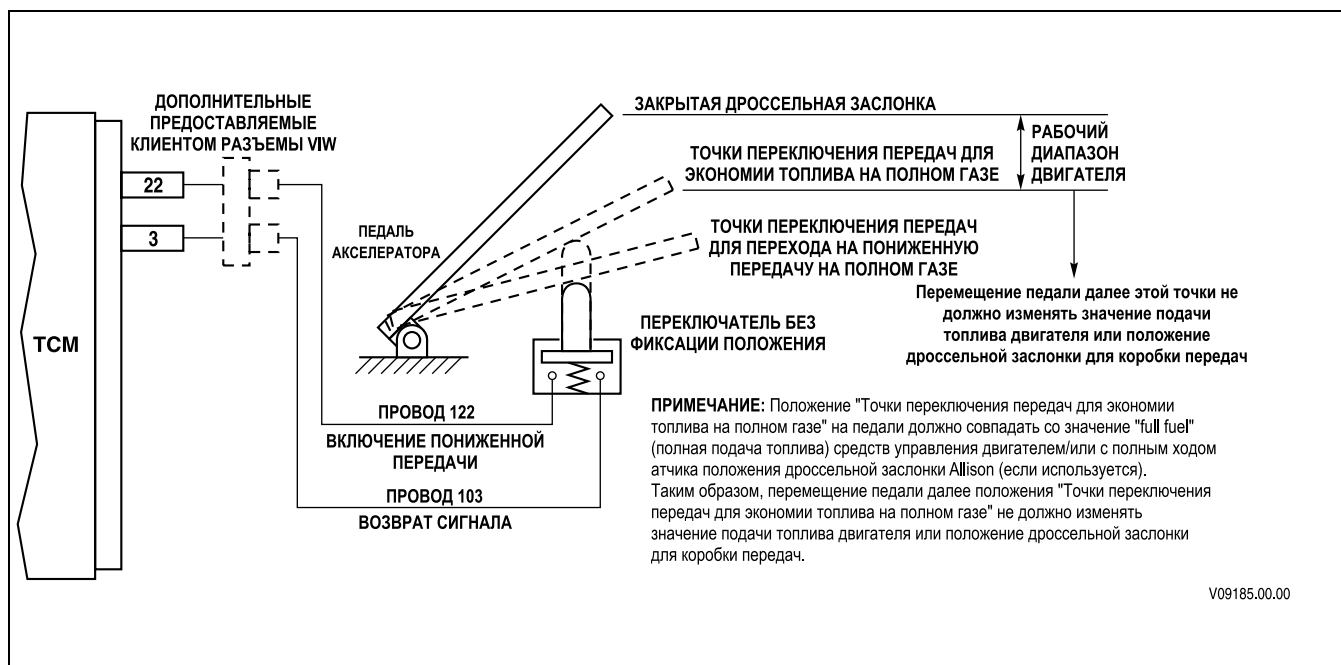 ДОПОЛНИТЕЛЬНЫЕ
ПРЕДОСТАВЛЯЕМЫЕ
КЛИЕНТОМ РАЗЪЕМЫ VIW
22
3
TCM
ПЕДАЛЬ
АКСЕЛЕРАТОРА
ЗАКРЫТАЯ ДРОССЕЛЬНАЯ ЗАСЛОНКА
ТОЧКИ ПЕРЕКЛЮЧЕНИЯ ПЕРЕДАЧ ДЛЯ
ЭКОНОМИИ ТОПЛИВА НА ПОЛНОМ ГАЗЕ
РАБОЧИЙ
ДИАПАЗОН
ДВИГАТЕЛЯ
ТОЧКИ ПЕРЕКЛЮЧЕНИЯ ПЕРЕДАЧ
ДЛЯ ПЕРЕХОДА НА ПОНИЖЕННУЮ
ПЕРЕДАЧУ НА ПОЛНОМ ГАЗЕ
Перемещение педали далее этой точки не
должно изменять значение подачи
топлива двигателя или положение
дроссельной заслонки для коробки передач
ПЕРЕКЛЮЧАТЕЛЬ БЕЗ
ФИКСАЦИИ ПОЛОЖЕНИЯ
ПРОВОД 122
ВКЛЮЧЕНИЕ ПОНИЖЕННОЙ
ПЕРЕДАЧИ
ПРОВОД 103
ВОЗВРАТ СИГНАЛА
ПРИМЕЧАНИЕ: Положение "Точки переключения передач для экономии
топлива на полном газе" на педали должно совпадать со значение "full fuel"
(полная подача топлива) средств управления двигателем/или с полным ходом
атчика положения дроссельной заслонки Allison (если используется).
Таким образом, перемещение педали далее положения "Точки переключения
передач для экономии топлива на полном газе" не должно изменять
значение подачи топлива двигателя или положение дроссельной заслонки
для коробки передач.
V09185.00.00